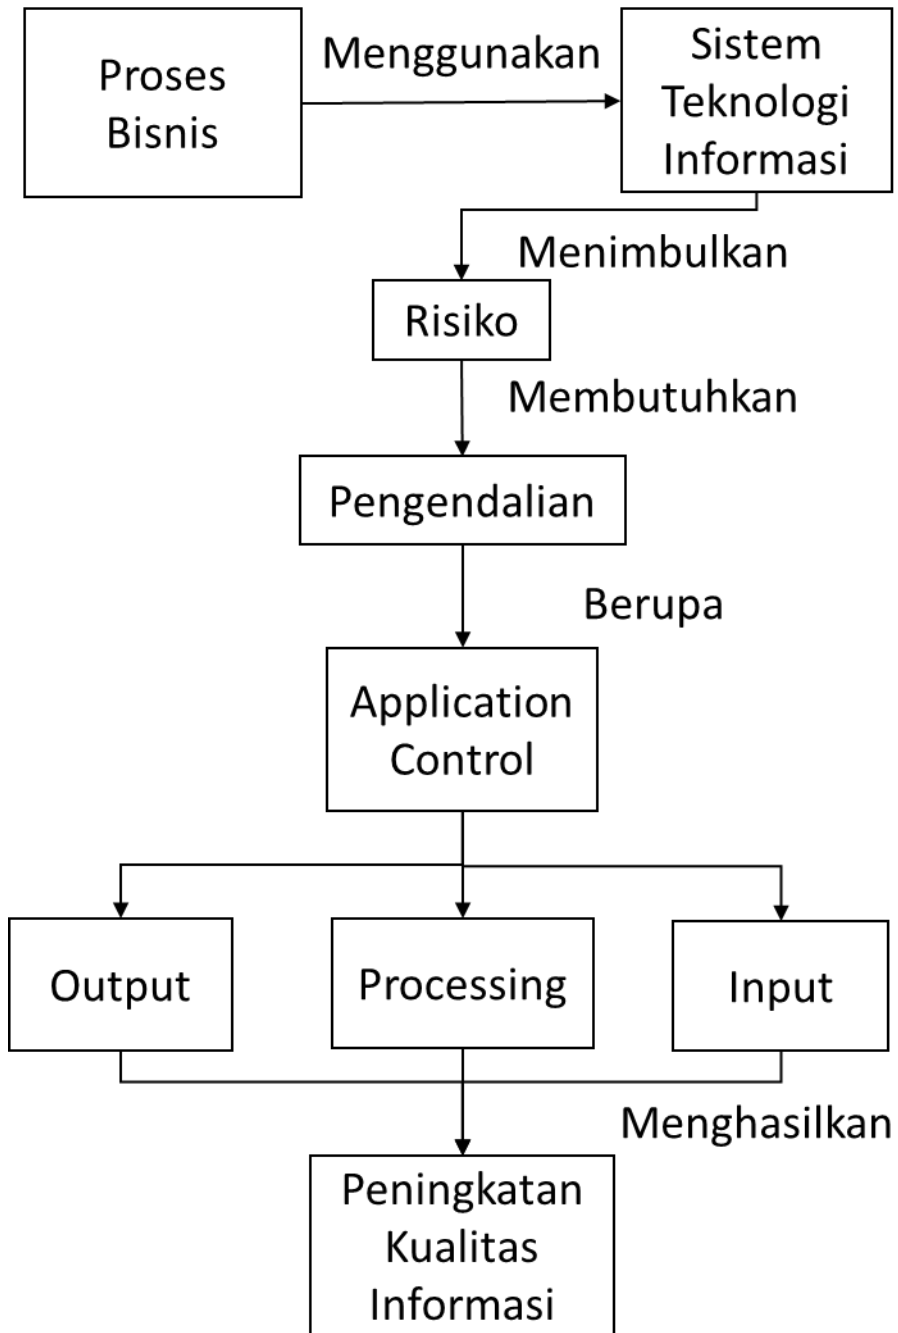 Proses
Bisnis
Menggunakan
Sistem
Teknologi
Informasi
Menimbulkan
Risiko
Membutuhkan
Pengendalian
Berupa
Application
Control
Output
Processing
Input
Menghasilkan
Peningkatan
Kualitas
Informasi